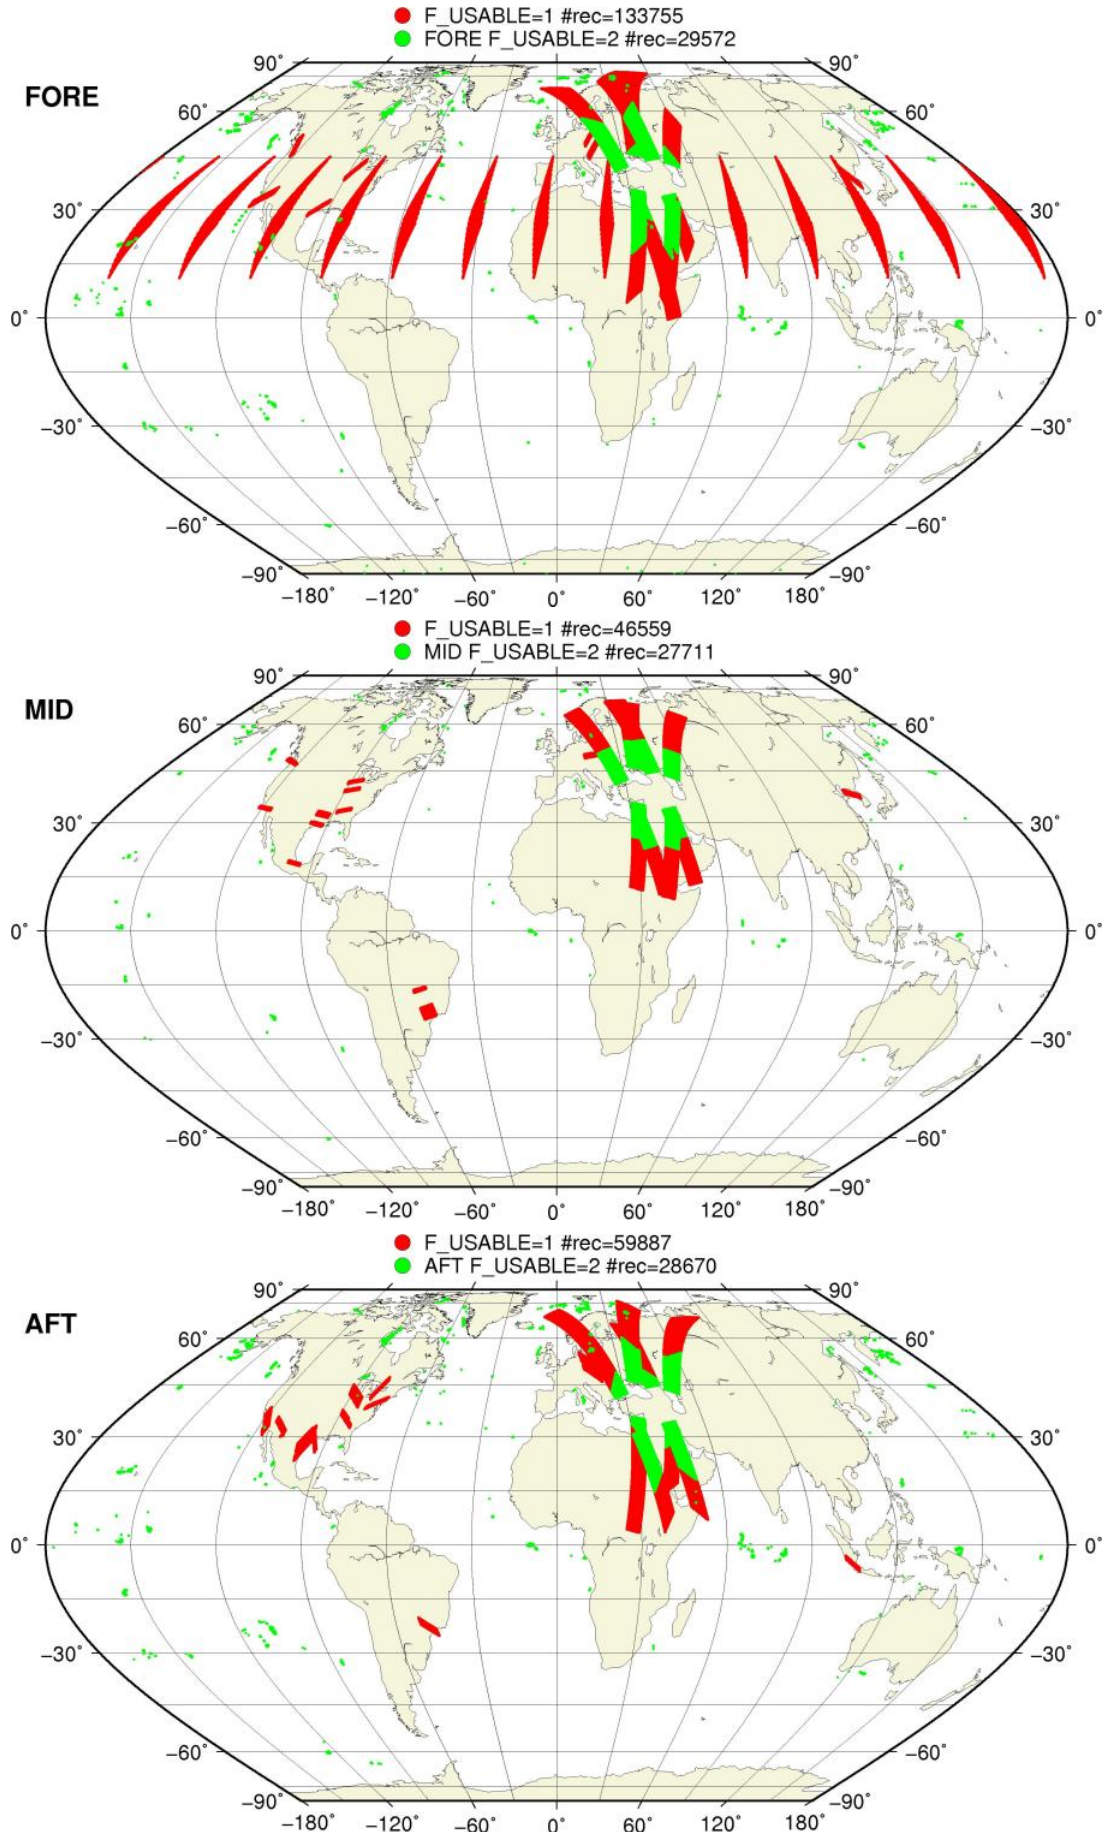 F_USABLE=1 #rec=133755
FORE F_USABLE=2 #rec=29572
FORE
90° 90°
60° 60°
30° 30°
0° 0°
−30° −30°
−60° −60°
−90° −90°
−180° −120° −60° 0° 60° 120° 180°
F_USABLE=1 #rec=46559
MID F_USABLE=2 #rec=27711
MID
90° 90°
60° 60°
30° 30°
0° 0°
−30° −30°
−60° −60°
−90° −90°
−180° −120° −60° 0° 60° 120° 180°
F_USABLE=1 #rec=59887
AFT F_USABLE=2 #rec=28670
AFT
90° 90°
60° 60°
30° 30°
0° 0°
−30° −30°
−60° −60°
−90° −90°
−180° −120° −60° 0° 60° 120° 180°